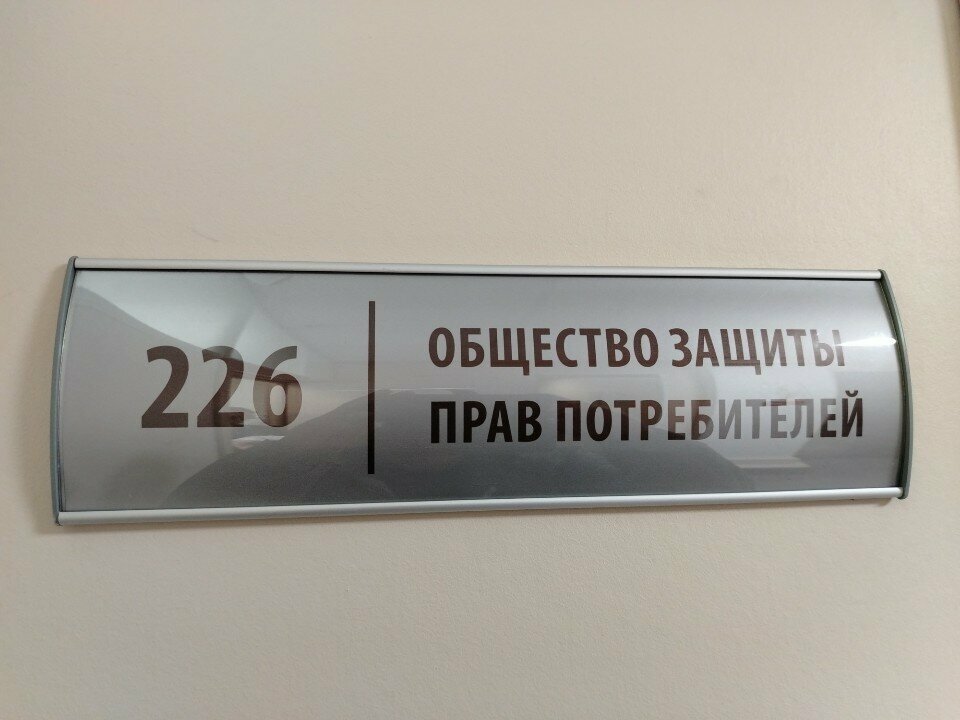 226
ОБЩЕСТВО ЗАЩИТЫ
ПРАВ ПОТРЕБИТЕЛЕЙ